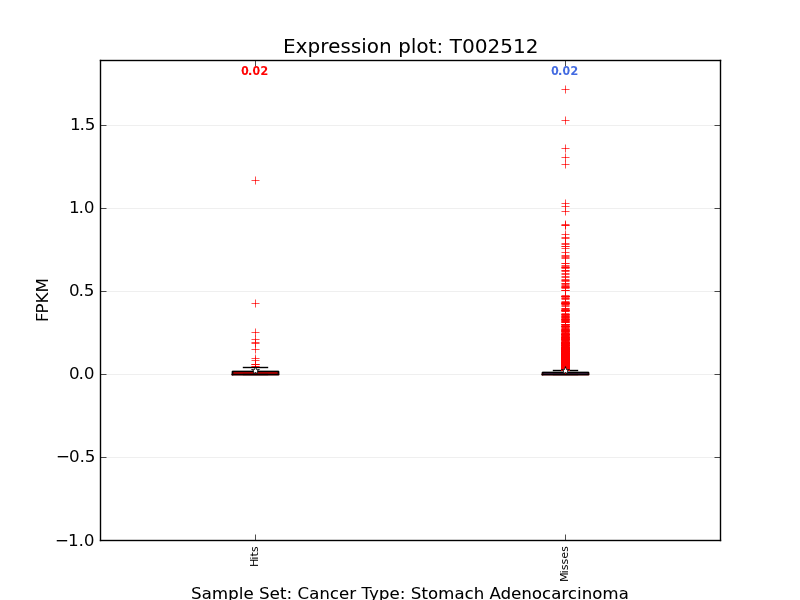 Expression plot: T002512
0.02 0.02
1.5
1.0
0.5
0.0
−0.5
−1.0
FPKM
Hits Misses
Sample Set: Cancer Type: Stomach Adenocarcinoma